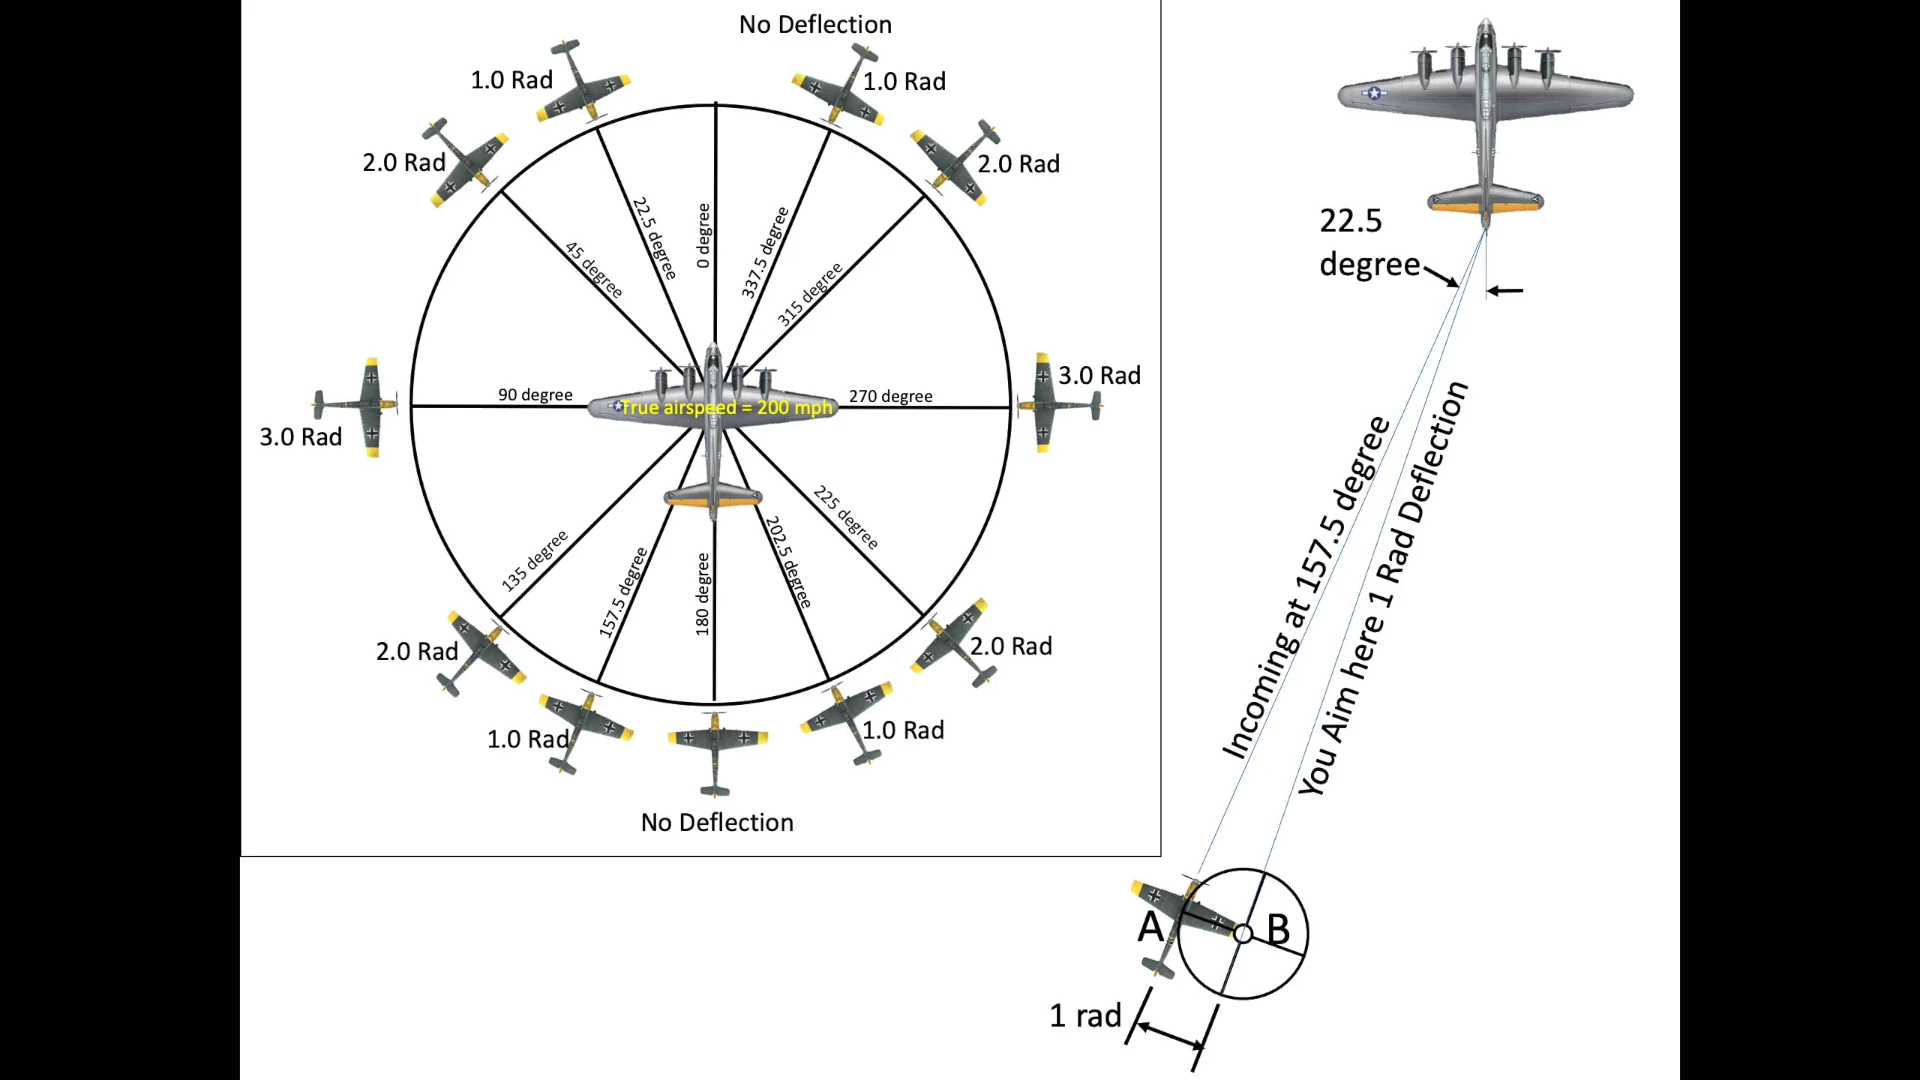 No Deflection
1.0 Rad
1.0 Rad
2.0 Rad
2.0 Rad
22.5 degree
0 degree
337.5 degree
45 degree
315 degree
3.0 Rad
90 degree
True airspeed = 200 mph
270 degree
3.0 Rad
135 degree
157.5 degree
180 degree
202.5 degree
225 degree
2.0 Rad
2.0 Rad
1.0 Rad
1.0 Rad
No Deflection
22.5
degree
Incoming at 157.5 degree
You Aim here 1 Rad Deflection
A
B
1 rad